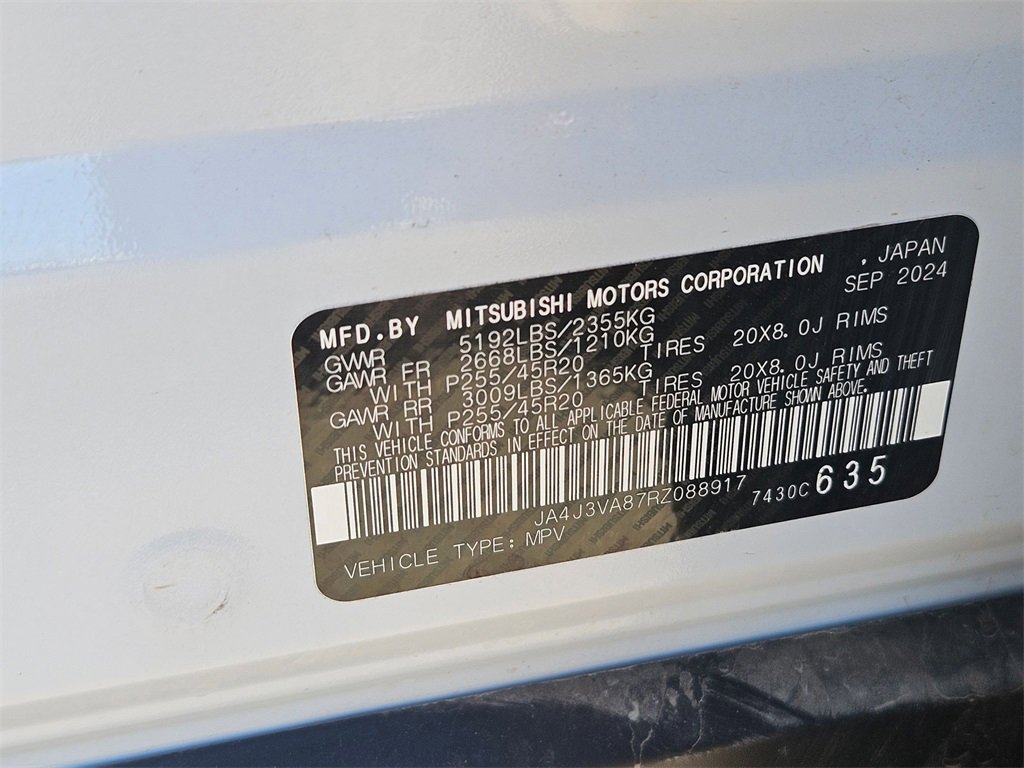 MFD.BY MITSUBISHI MOTORS CORPORATION , JAPAN
SEP 2024
GVWR 5192LBS/2355KG
GAWR FR 2668LBS/1210KG
WITH P255/45R20 TIRES 20X8.0J RIMS
GAWR RR 3009LBS/1365KG
WITH P255/45R20 TIRES 20X8.0J RIMS
THIS VEHICLE CONFORMS TO ALL APPLICABLE FEDERAL MOTOR VEHICLE SAFETY AND THEFT
PREVENTION STANDARDS IN EFFECT ON THE DATE OF MANUFACTURE SHOWN ABOVE.
JA4J3VA87RZ088917 7430C 635
VEHICLE TYPE: MPV